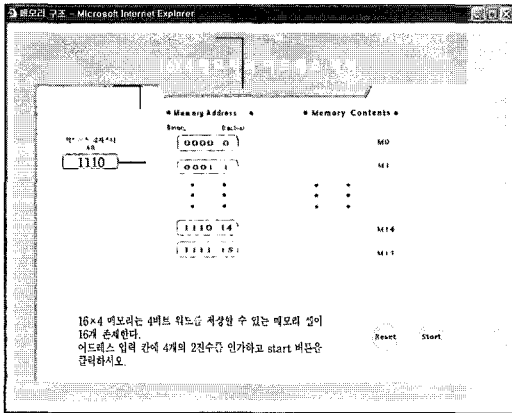 메모리 구조 - Microsoft Internet Explorer
Memory Address Memory Contents
Binary Decimal
AR
0000 0 M0
1110
0001 1 M1
1110 14 M14
1111 15 M15
16×4 메모리는 4비트 워드를 저장할 수 있는 메모리 셀이
16개 존재한다.
어드레스 입력 칸에 4개의 2진수를 인가하고 start 버튼을
클릭하시오.
Reset Start